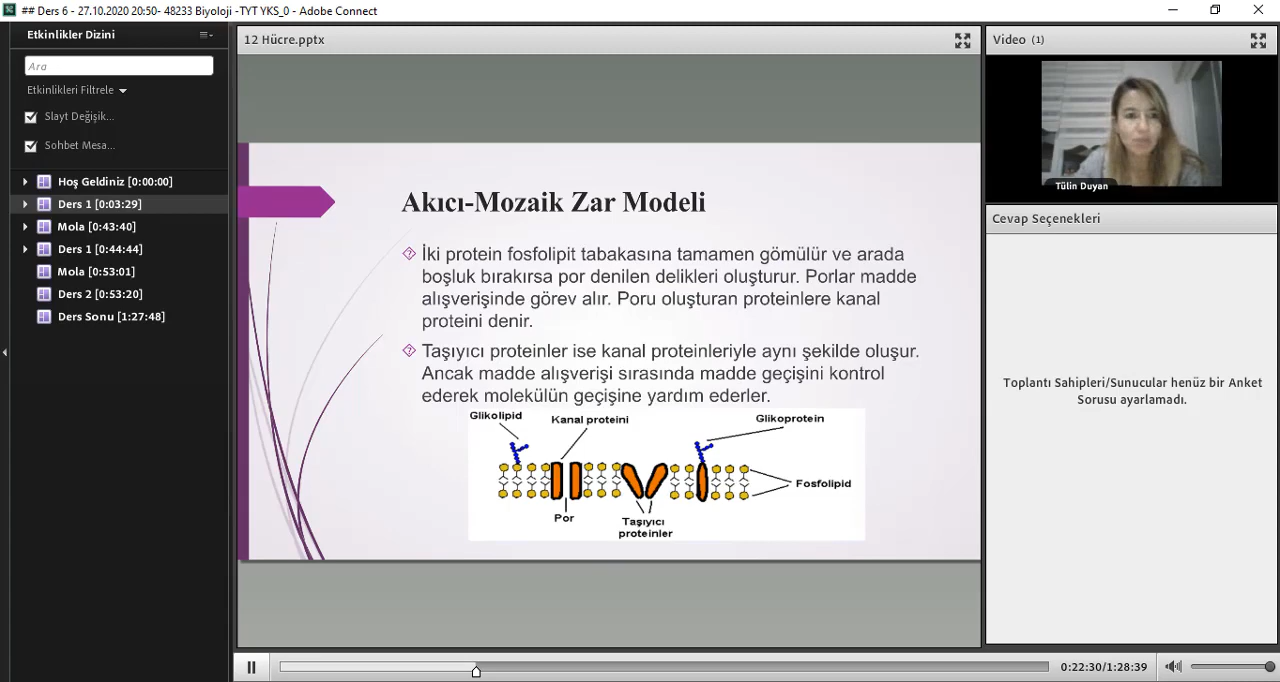 ## Ders 6 - 27.10.2020 20:50- 48233 Biyoloji -TYT YKS_0 - Adobe Connect
Etkinlikler Dizini
Ara
Etkinlikleri Filtrele
Slayt Değişik...
Sohbet Mesa...
Hoş Geldiniz [0:00:00]
Ders 1 [0:03:29]
Mola [0:43:40]
Ders 1 [0:44:44]
Mola [0:53:01]
Ders 2 [0:53:20]
Ders Sonu [1:27:48]
12 Hücre.pptx
Akıcı-Mozaik Zar Modeli
İki protein fosfolipit tabakasına tamamen gömülür ve arada
boşluk bırakırsa por denilen delikleri oluşturur. Porlar madde
alışverişinde görev alır. Poru oluşturan proteinlere kanal
proteini denir.
Taşıyıcı proteinler ise kanal proteinleriyle aynı şekilde oluşur.
Ancak madde alışverişi sırasında madde geçişini kontrol
ederek molekülün geçişine yardım ederler.
Glikolipid
Kanal proteini
Glikoprotein
Fosfolipid
Por
Taşıyıcı
proteinler
Video (1)
Tülin Duyan
Cevap Seçenekleri
Toplantı Sahipleri/Sunucular henüz bir Anket
Sorusu ayarlamadı.
0:22:30/1:28:39